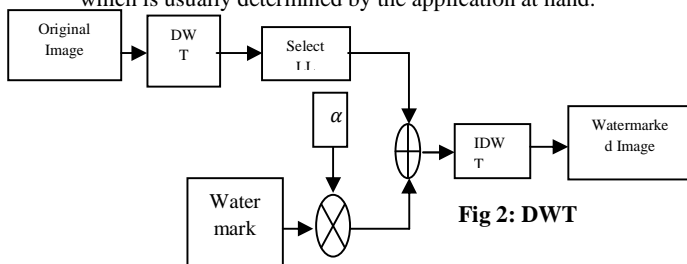 which is usually determined by the application at hand.
Original
Image
DW
T
Select
LL
α
IDW
T
Watermarke
d Image
Water
mark
Fig 2: DWT